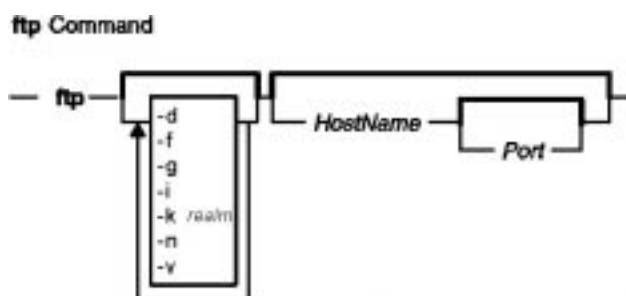 ftp Command
ftp
-d
-f
-g
-i
-k realm
-n
-v
HostName
Port